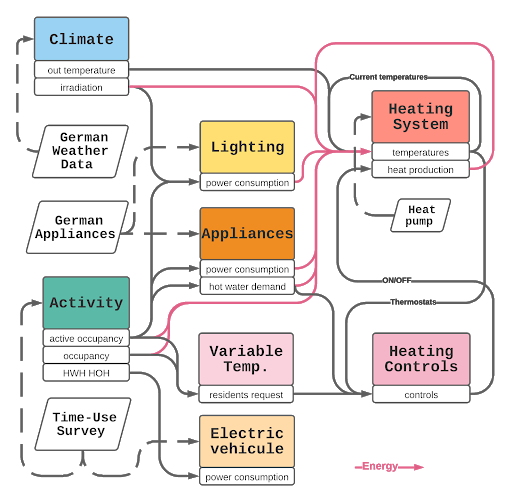 Climate
out temperature
irradiation
German
Weather
Data
German
Appliances
Activity
active occupancy
occupancy
HWH HOH
Time-Use
Survey
Lighting
power consumption
Appliances
power consumption
hot water demand
Variable
Temp.
residents request
Electric
vehicule
power consumption
Current temperatures
Heating
System
temperatures
heat production
Heat
pump
ON/OFF
Thermostats
Heating
Controls
controls
Energy